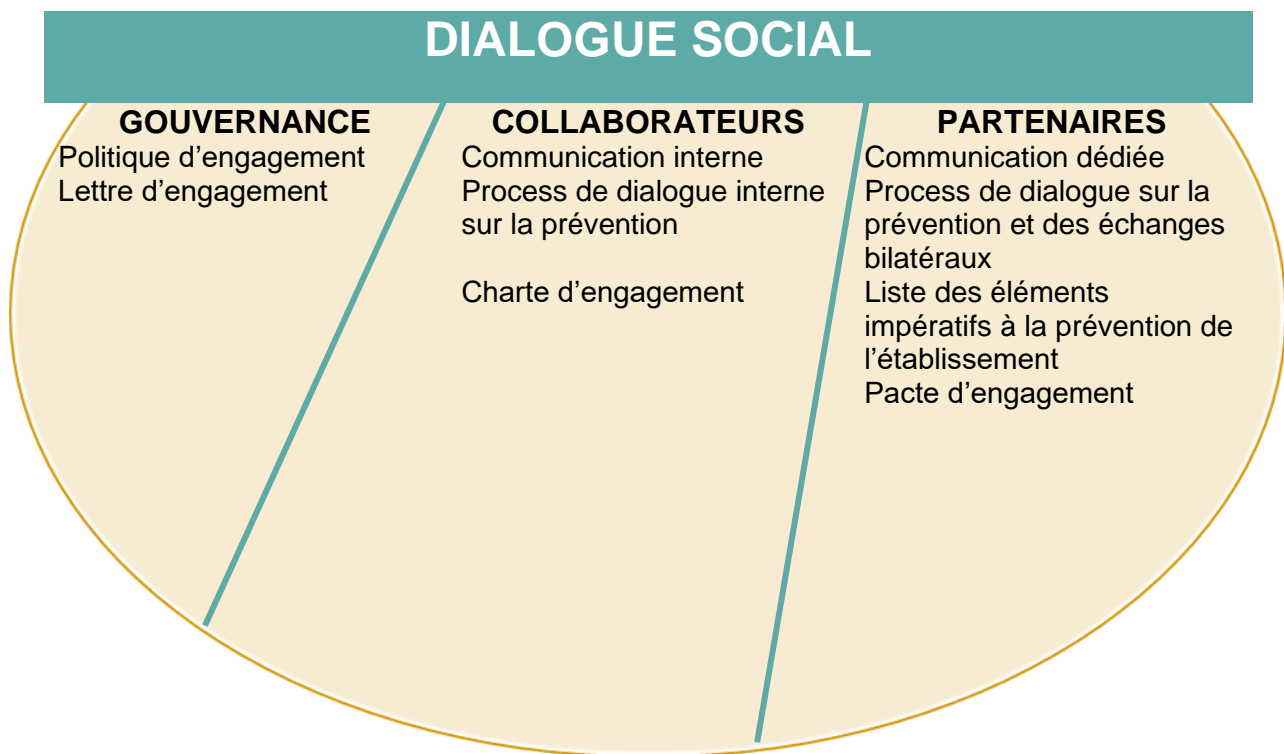 DIALOGUE SOCIAL
GOUVERNANCE
Politique d’engagement
Lettre d’engagement
COLLABORATEURS
Communication interne
Process de dialogue interne
sur la prévention
Charte d’engagement
PARTENAIRES
Communication dédiée
Process de dialogue sur la
prévention et des échanges
bilatéraux
Liste des éléments
impératifs à la prévention de
l’établissement
Pacte d’engagement